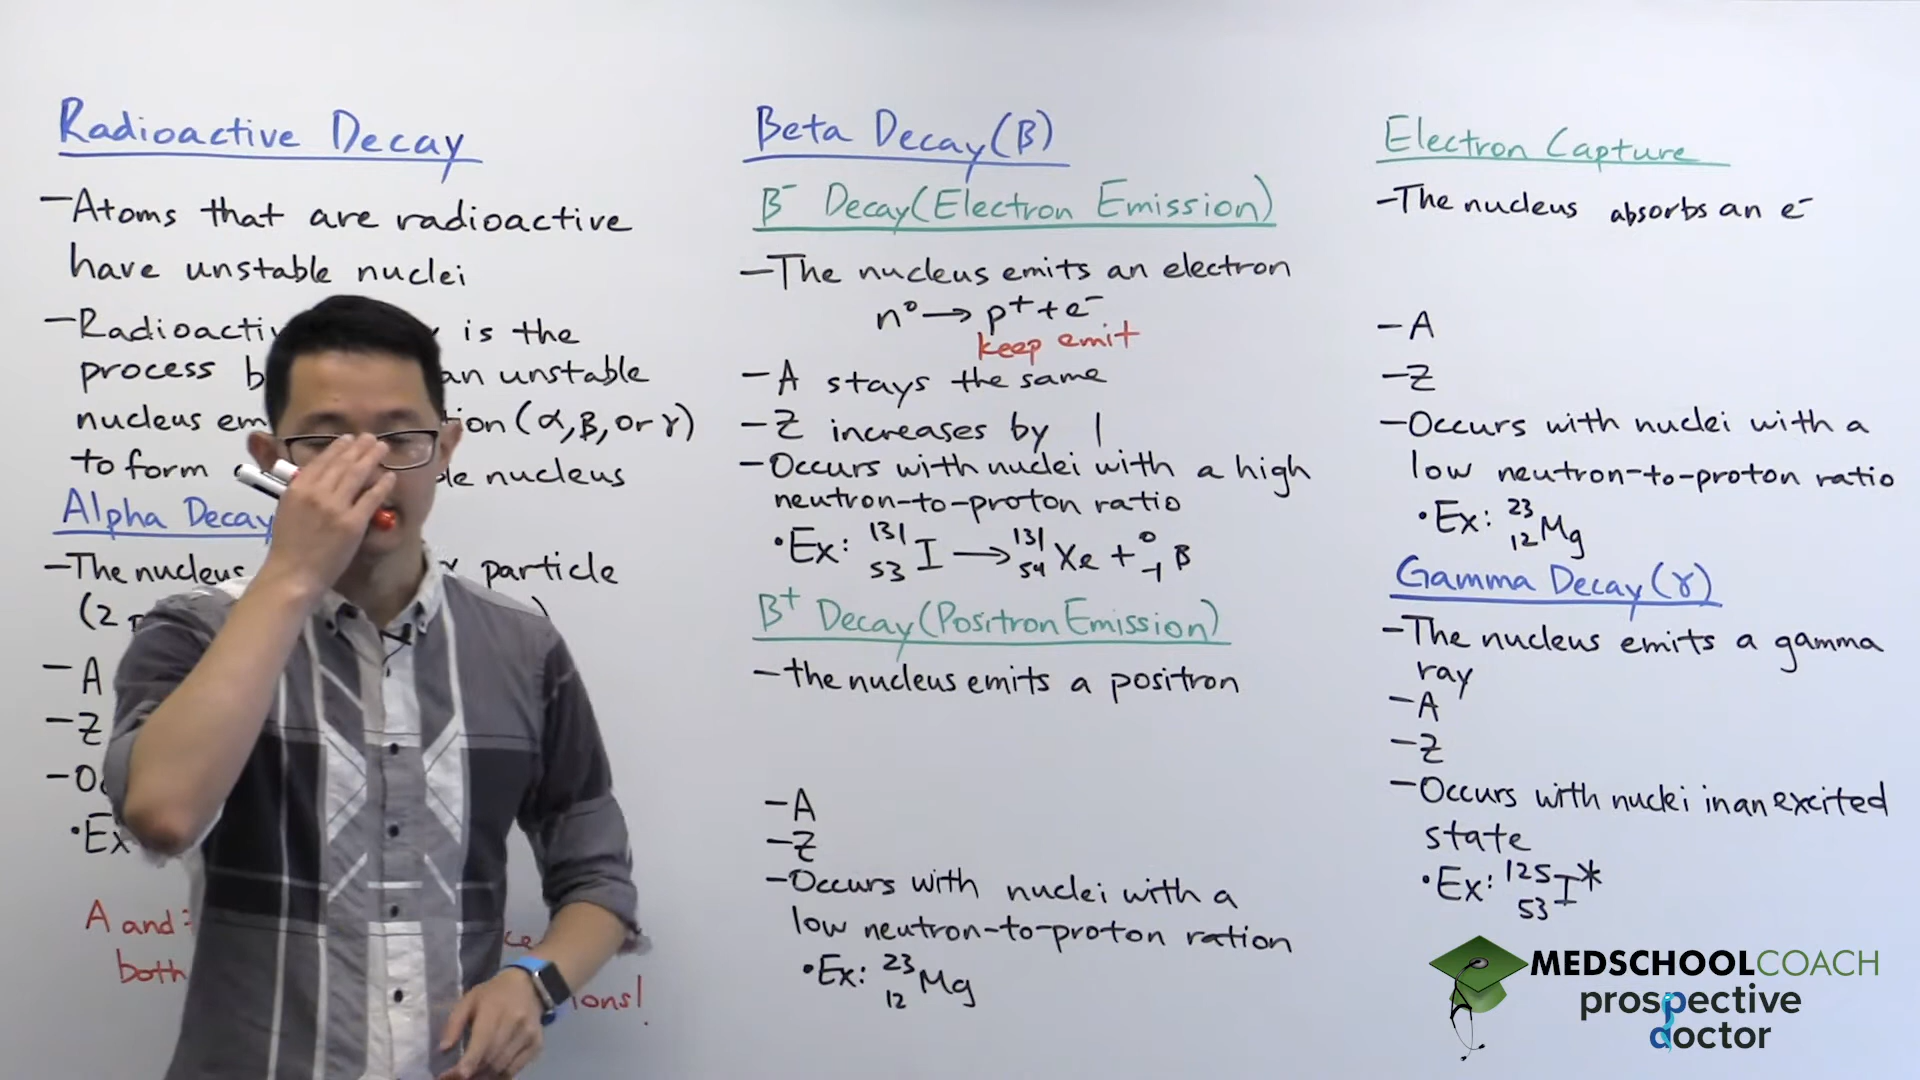 Radioactive Decay
-Atoms that are radioactive
have unstable nuclei
-Radioacti is the
process b an unstable
nucleus em ion (α, β, or γ)
to form le nucleus
Alpha Decay
-The nucleus particle
(2
-A
-Z
-O
•Ex
A and
both ions!
Beta Decay (β)
β⁻ Decay (Electron Emission)
-The nucleus emits an electron
n⁰ → p⁺ + e⁻
keep emit
-A stays the same
-Z increases by 1
-Occurs with nuclei with a high
neutron-to-proton ratio
•Ex: ¹³¹₅₃I → ¹³¹₅₄Xe + ⁰₋₁β
β⁺ Decay (Positron Emission)
-the nucleus emits a positron
-A
-Z
-Occurs with nuclei with a
low neutron-to-proton ration
•Ex: ²³₁₂Mg
Electron Capture
-The nucleus absorbs an e⁻
-A
-Z
-Occurs with nuclei with a
low neutron-to-proton ratio
•Ex: ²³₁₂Mg
Gamma Decay (γ)
-The nucleus emits a gamma
ray
-A
-Z
-Occurs with nuclei in an excited
state
•Ex: ¹²⁵₅₃I*
MEDSCHOOLCOACH
prospective
doctor